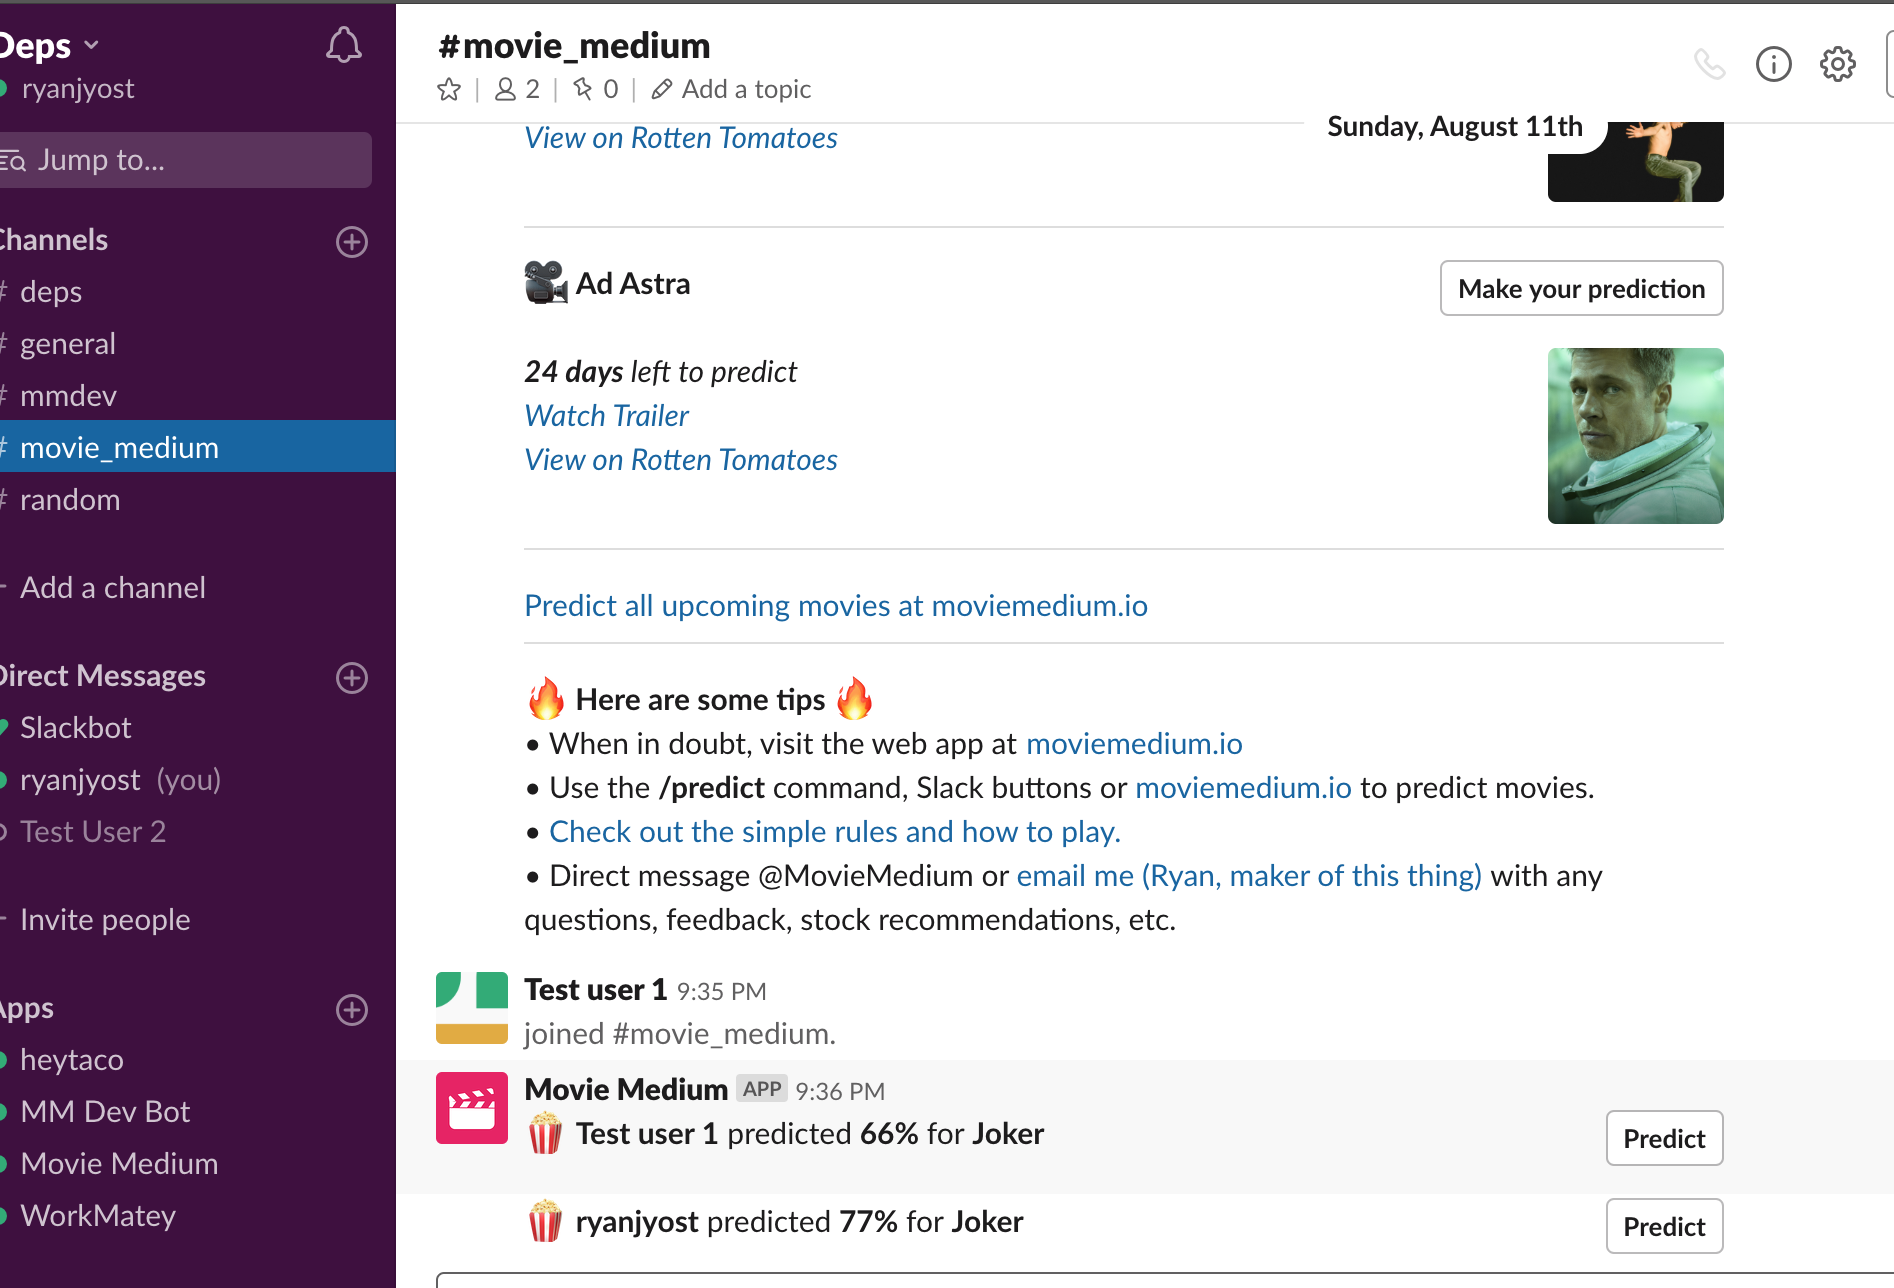 Deps
ryanjyost
Jump to...
Channels
# deps
# general
# mmdev
# movie_medium
# random
Add a channel
Direct Messages
Slackbot
ryanjyost (you)
Test User 2
Invite people
Apps
heytaco
MM Dev Bot
Movie Medium
WorkMatey
#movie_medium
2 | 0 | Add a topic
Sunday, August 11th
View on Rotten Tomatoes
Ad Astra
Make your prediction
24 days left to predict
Watch Trailer
View on Rotten Tomatoes
Predict all upcoming movies at moviemedium.io
Here are some tips
• When in doubt, visit the web app at moviemedium.io
• Use the /predict command, Slack buttons or moviemedium.io to predict movies.
• Check out the simple rules and how to play.
• Direct message @MovieMedium or email me (Ryan, maker of this thing) with any
questions, feedback, stock recommendations, etc.
Test user 1 9:35 PM
joined #movie_medium.
Movie Medium APP 9:36 PM
Test user 1 predicted 66% for Joker
Predict
ryanjyost predicted 77% for Joker
Predict